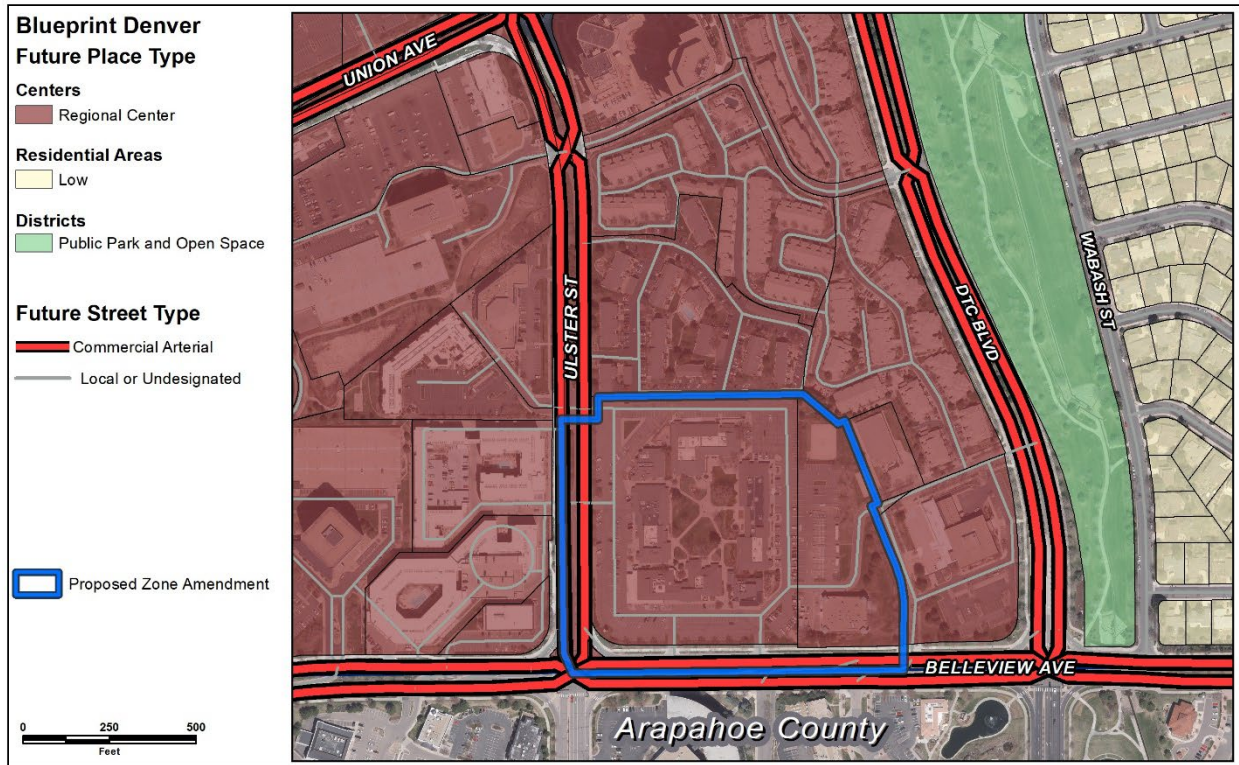 Blueprint Denver
Future Place Type
Centers
Regional Center
Residential Areas
Low
Districts
Public Park and Open Space
Future Street Type
Commercial Arterial
Local or Undesignated
Proposed Zone Amendment
0 250 500
Feet
UNION AVE
ULSTER ST
DTC BLVD
WABASH ST
BELLEVIEW AVE
Arapahoe County